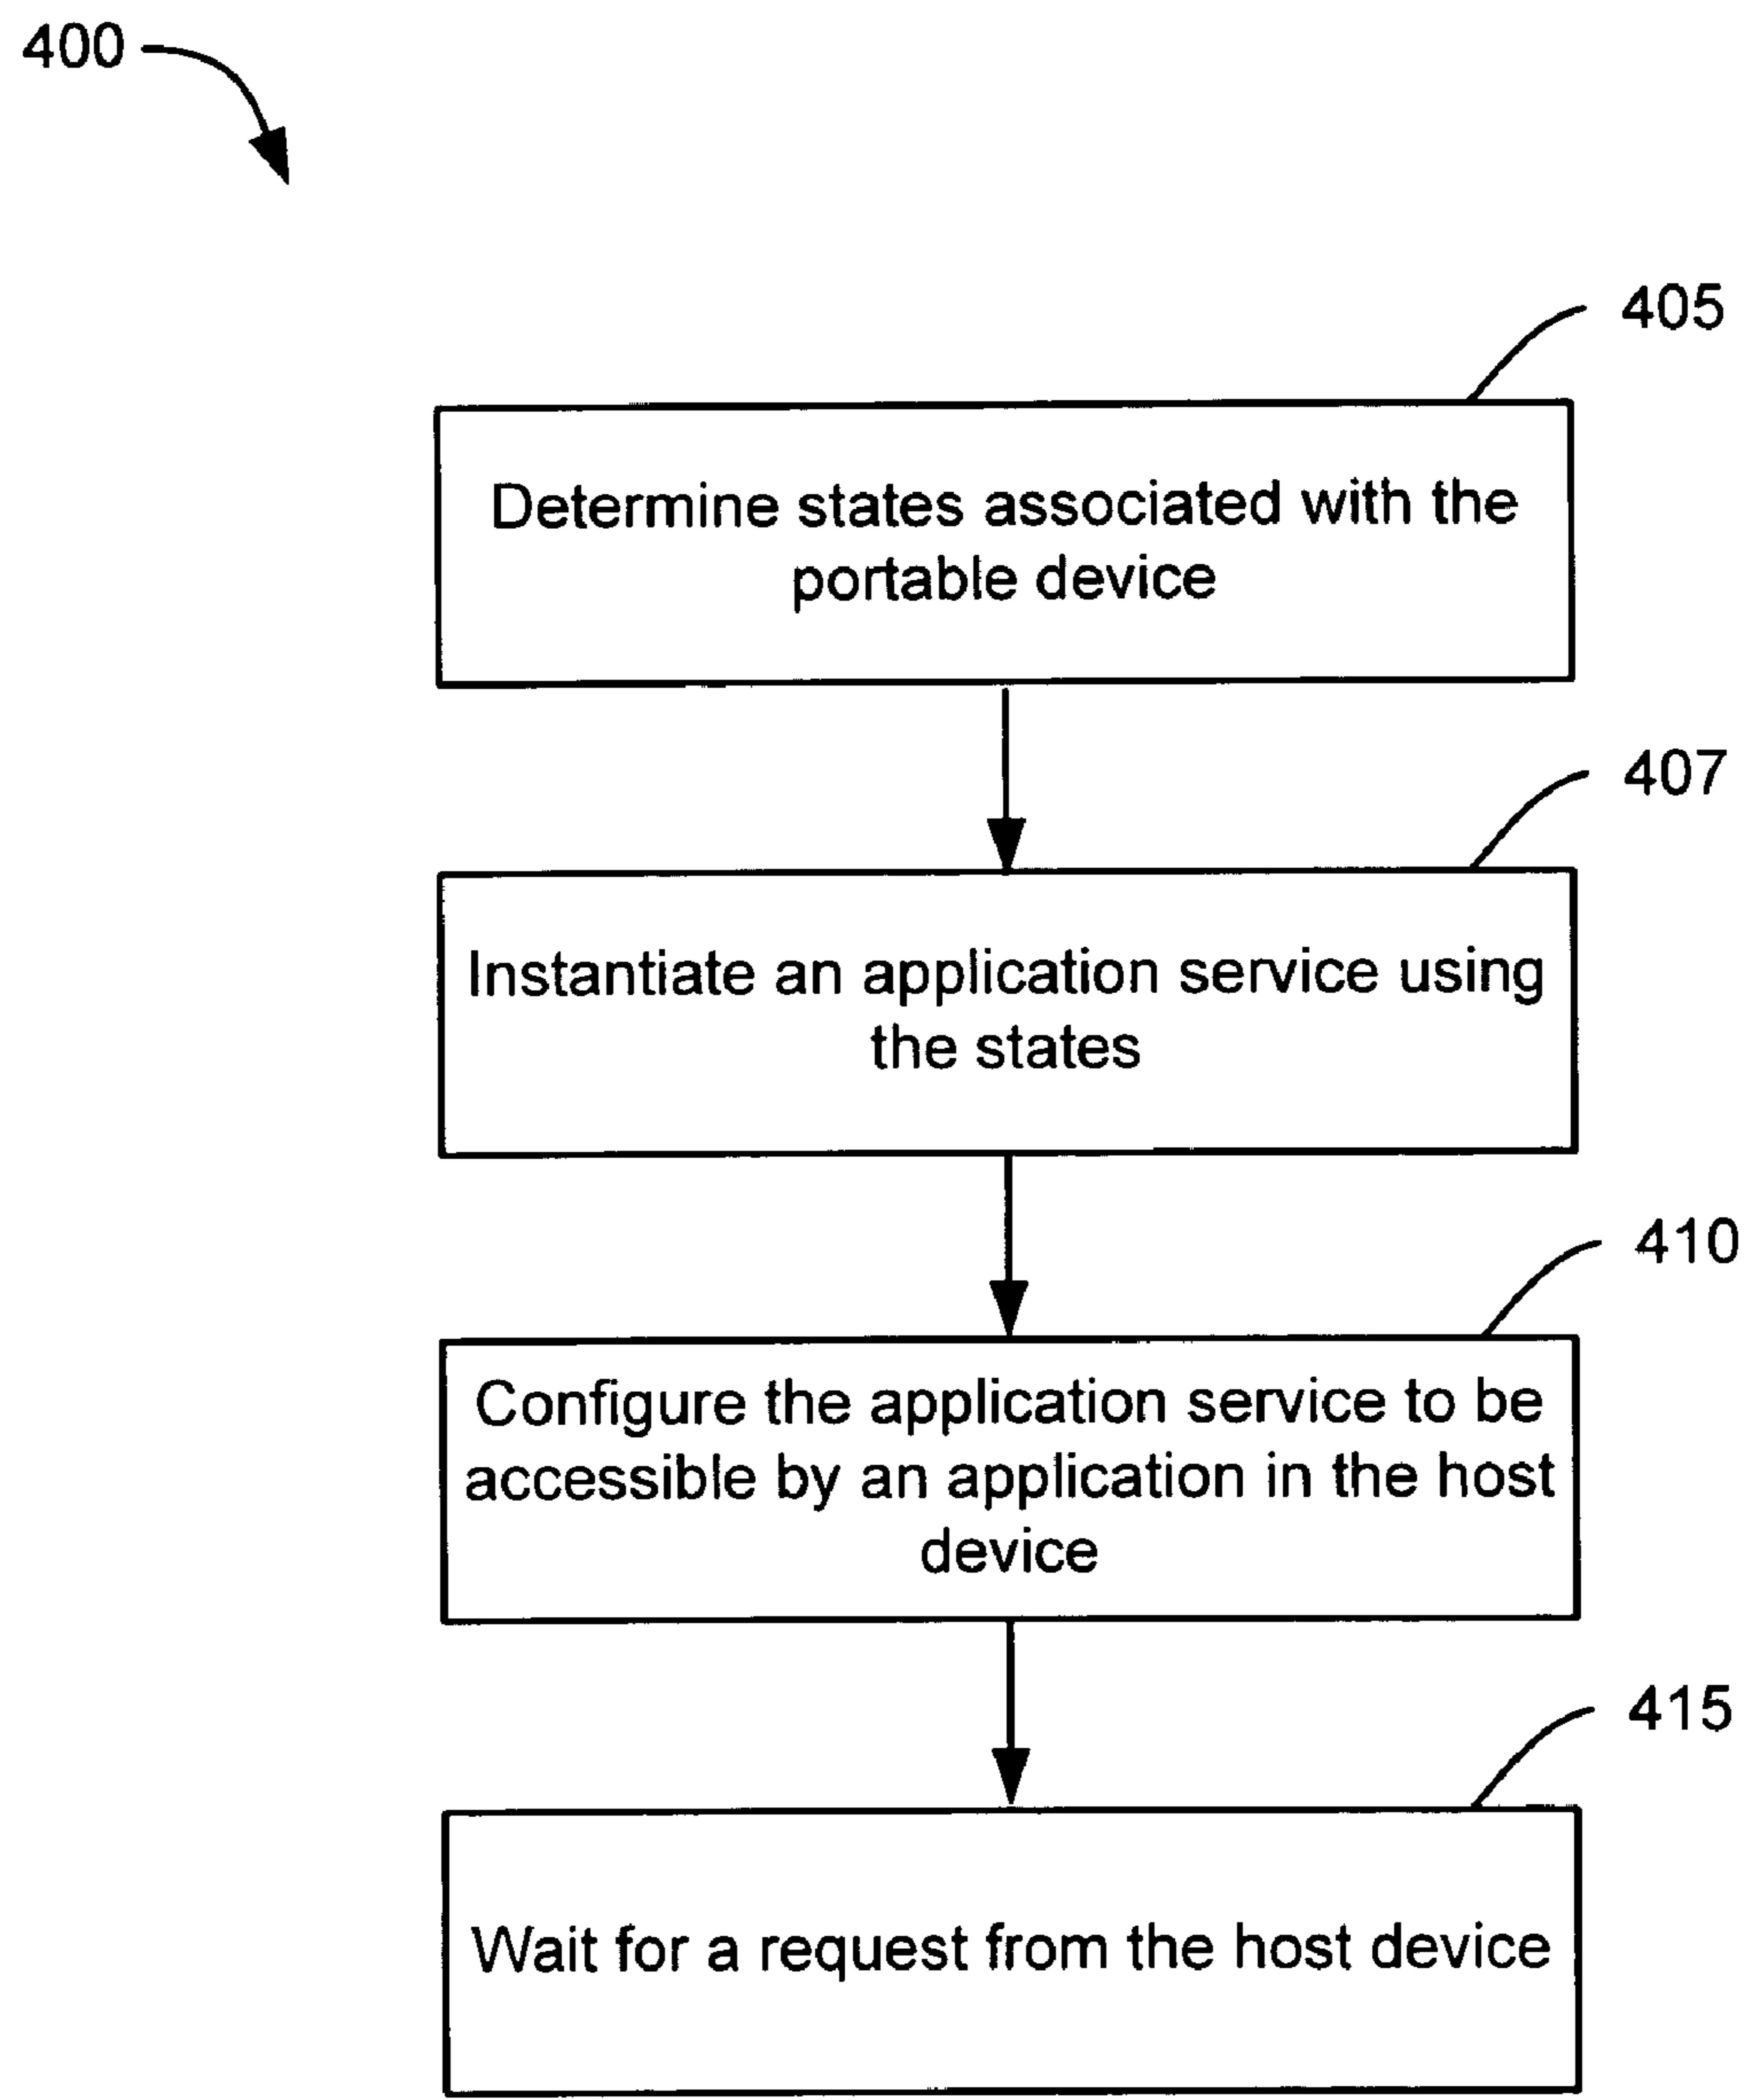 400
405
Determine states associated with the
portable device
407
Instantiate an application service using
the states
410
Configure the application service to be
accessible by an application in the host
device
415
Wait for a request from the host device